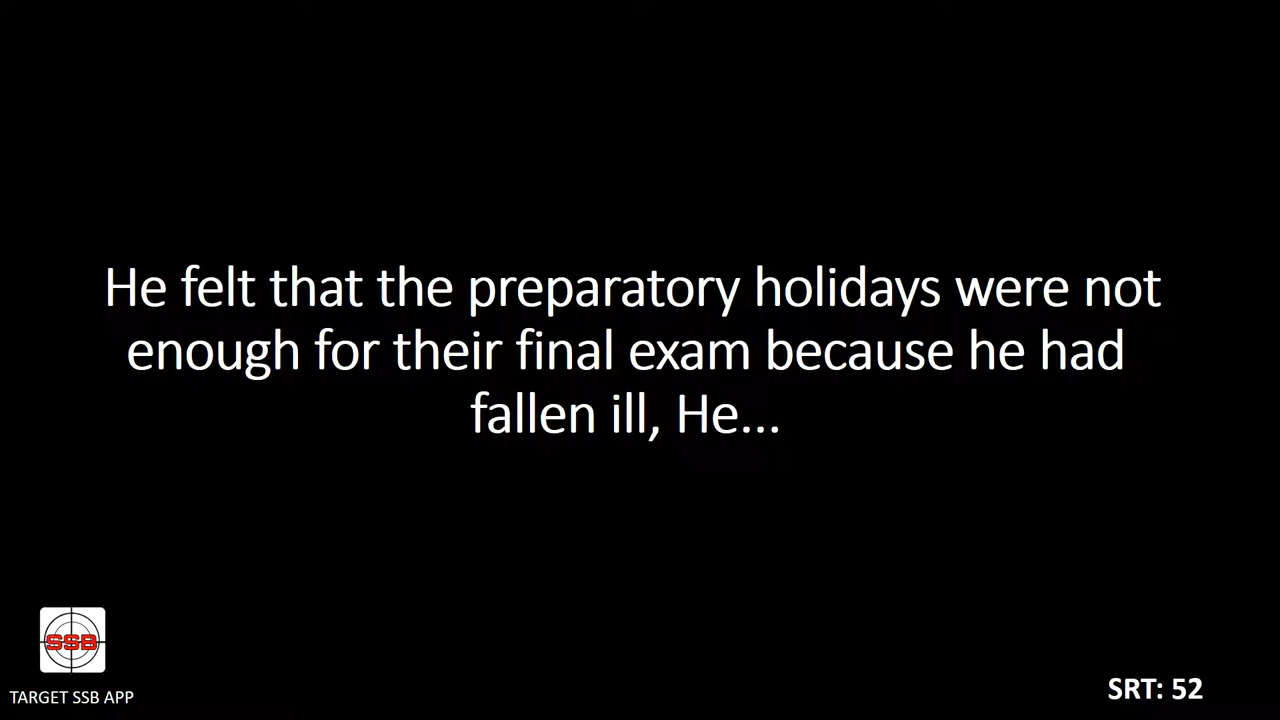 He felt that the preparatory holidays were not
enough for their final exam because he had
fallen ill, He...
SSB
TARGET SSB APP
SRT: 52